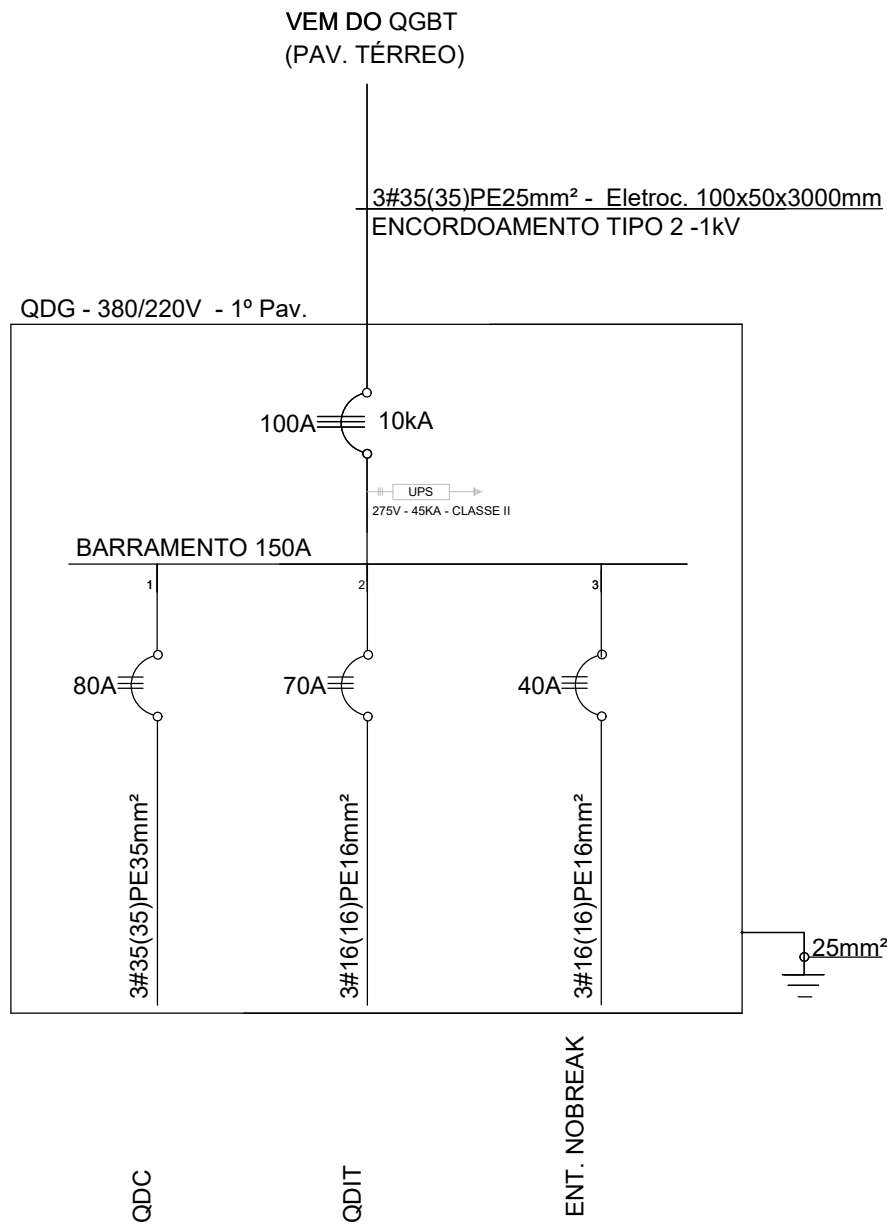 VEM DO QGBT
(PAV. TÉRREO)
3#35(35)PE25mm² - Eletroc. 100x50x3000mm
ENCORDOAMENTO TIPO 2 -1kV
QDG - 380/220V - 1º Pav.
100A
10kA
UPS
275V - 45KA - CLASSE II
BARRAMENTO 150A
1
2
3
80A
70A
40A
3#35(35)PE35mm²
3#16(16)PE16mm²
3#16(16)PE16mm²
25mm²
QDC
QDIT
ENT. NOBREAK